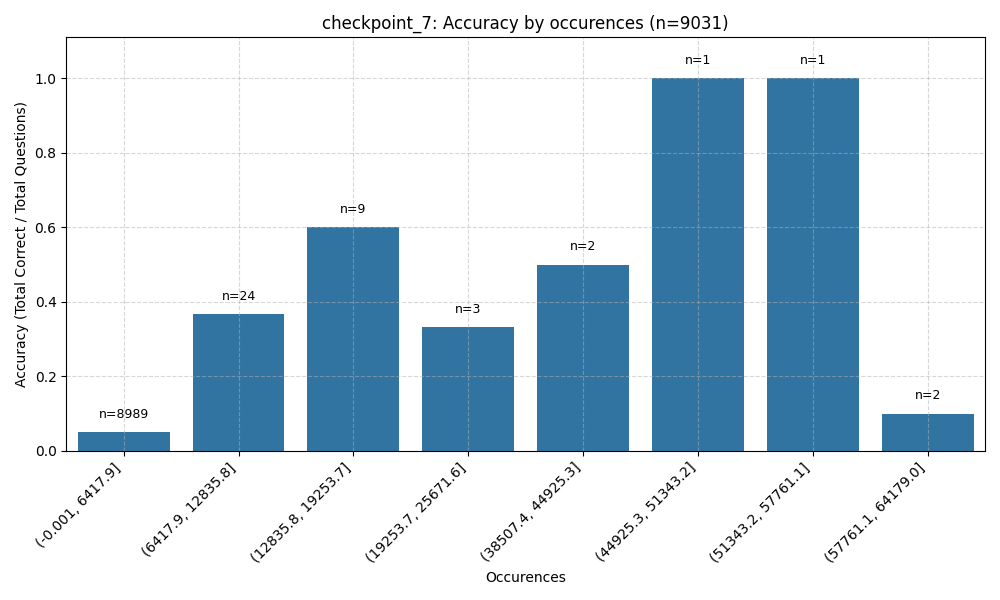 checkpoint_7: Accuracy by occurences (n=9031)
Accuracy (Total Correct / Total Questions)
1.0
0.8
0.6
0.4
0.2
0.0
n=8989
n=24
n=9
n=3
n=2
n=1
n=1
n=2
(-0.001, 6417.9]
(6417.9, 12835.8]
(12835.8, 19253.7]
(19253.7, 25671.6]
(38507.4, 44925.3]
(44925.3, 51343.2]
(51343.2, 57761.1]
(57761.1, 64179.0]
Occurences